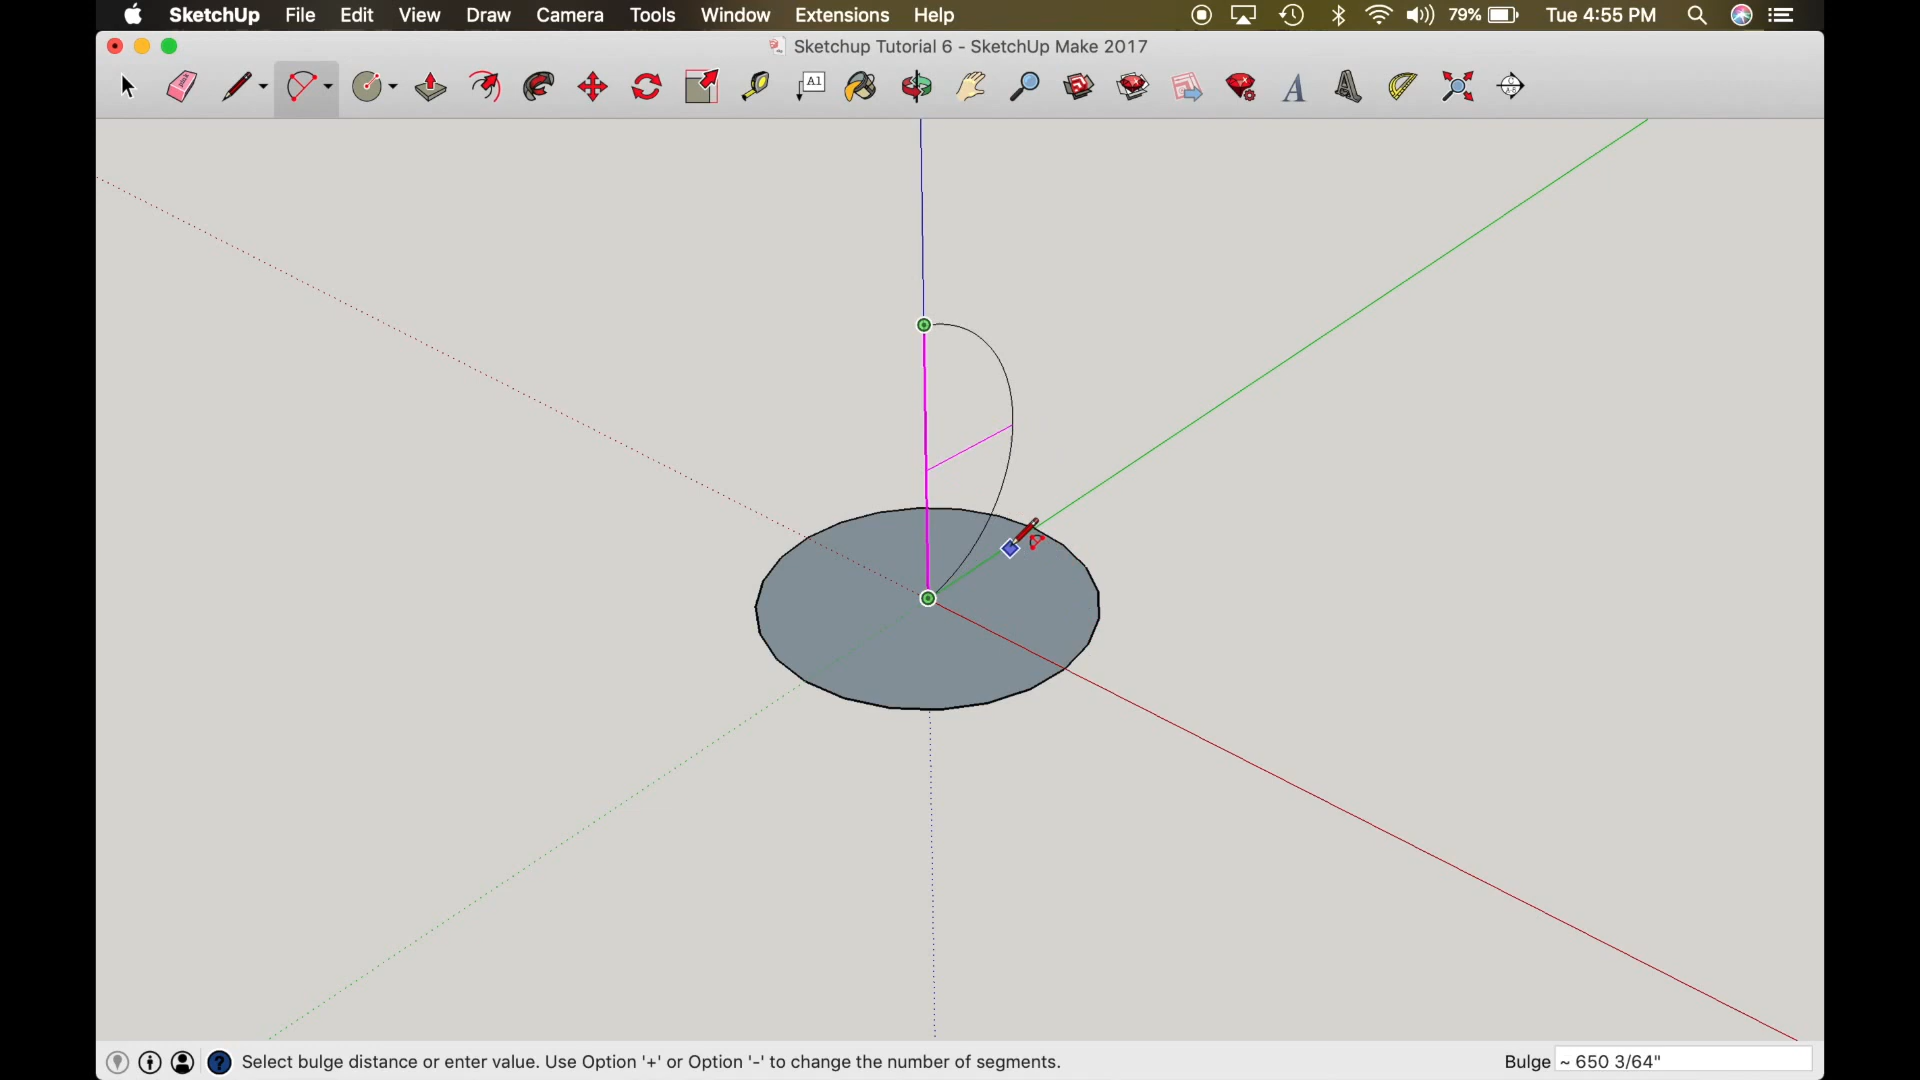 SketchUp File Edit View Draw Camera Tools Window Extensions Help 79% Tue 4:55 PM
Sketchup Tutorial 6 - SketchUp Make 2017
A1 A
Select bulge distance or enter value. Use Option '+' or Option '-' to change the number of segments. Bulge ~ 650 3/64"